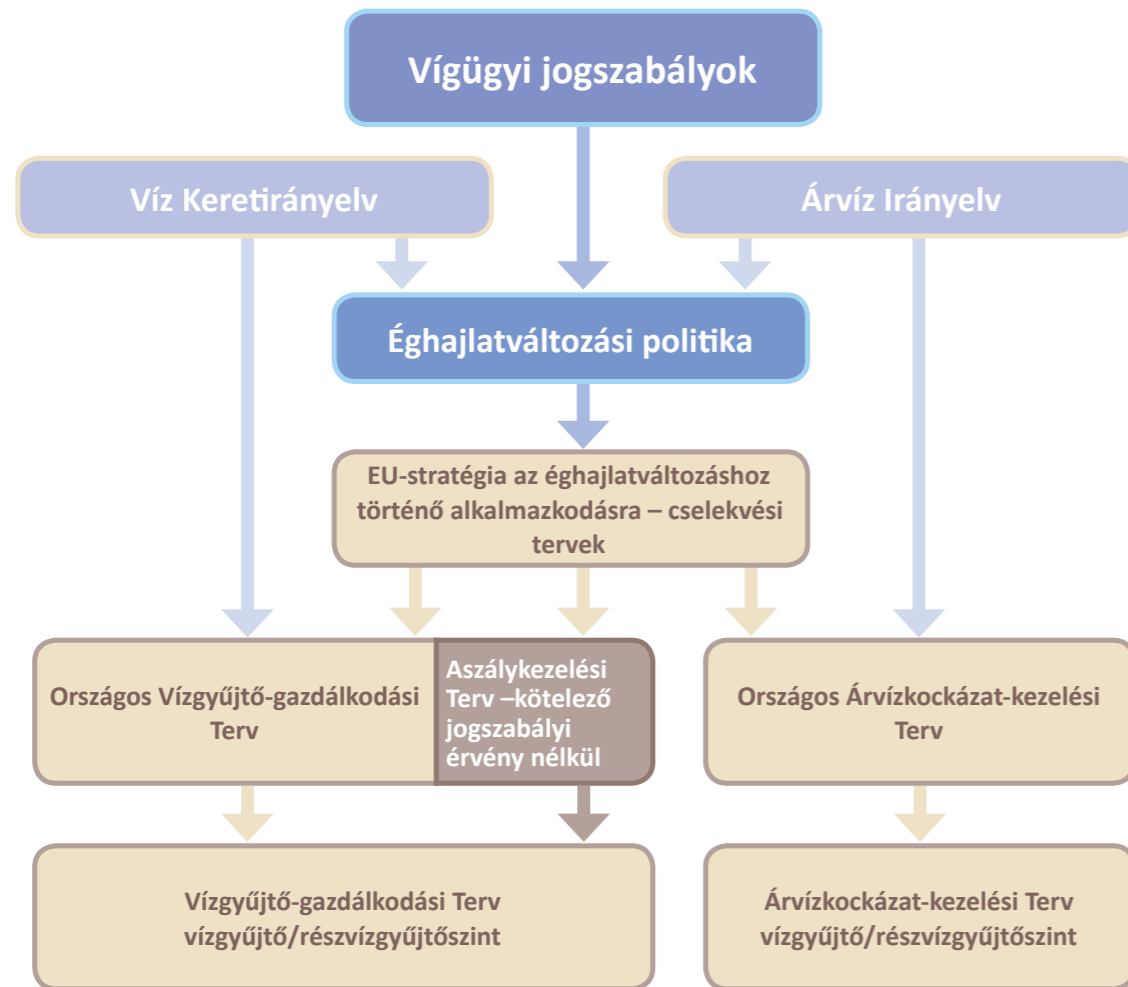 Vígügyi jogszabályok
Víz Keretirányelv
Árvíz Irányelv
Éghajlatváltozási politika
EU-stratégia az éghajlatváltozáshoz
történő alkalmazkodásra – cselekvési
tervek
Országos Vízgyűjtő-gazdálkodási
Terv
Aszálykezelési
Terv –kötelező
jogszabályi
érvény nélkül
Országos Árvízkockázat-kezelési
Terv
Vízgyűjtő-gazdálkodási Terv
vízgyűjtő/részvízgyűjtőszint
Árvízkockázat-kezelési Terv
vízgyűjtő/részvízgyűjtőszint